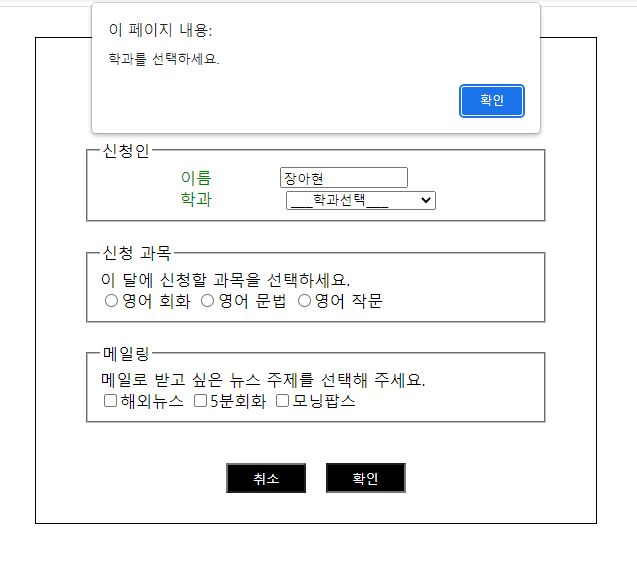 이 페이지 내용:
학과를 선택하세요.
확인
신청인
이름 장아현
학과 ___학과선택___
신청 과목
이 달에 신청할 과목을 선택하세요.
영어 회화 영어 문법 영어 작문
메일링
메일로 받고 싶은 뉴스 주제를 선택해 주세요.
해외뉴스 5분회화 모닝팝스
취소 확인